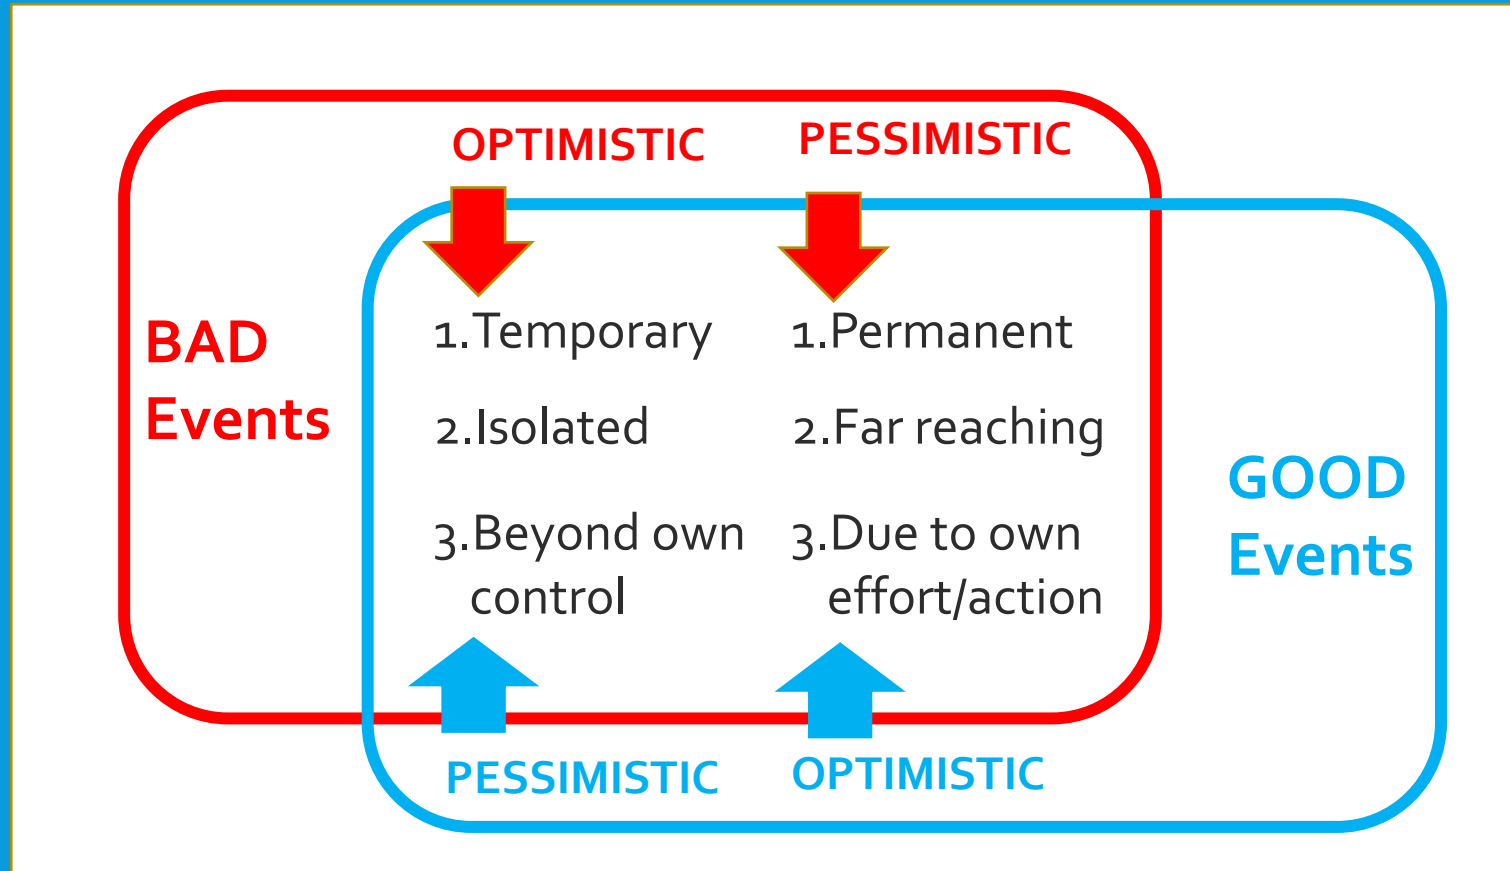 OPTIMISTIC
PESSIMISTIC
BAD
Events
1.Temporary
2.Isolated
3.Beyond own
control
1.Permanent
2.Far reaching
3.Due to own
effort/action
GOOD
Events
PESSIMISTIC
OPTIMISTIC